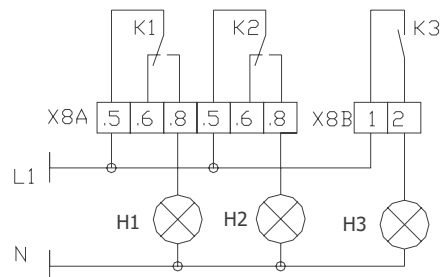 K1 K2 K3
X8A .5 .6 .8 .5 .6 .8 X8B 1 2
L1
H1 H2 H3
N